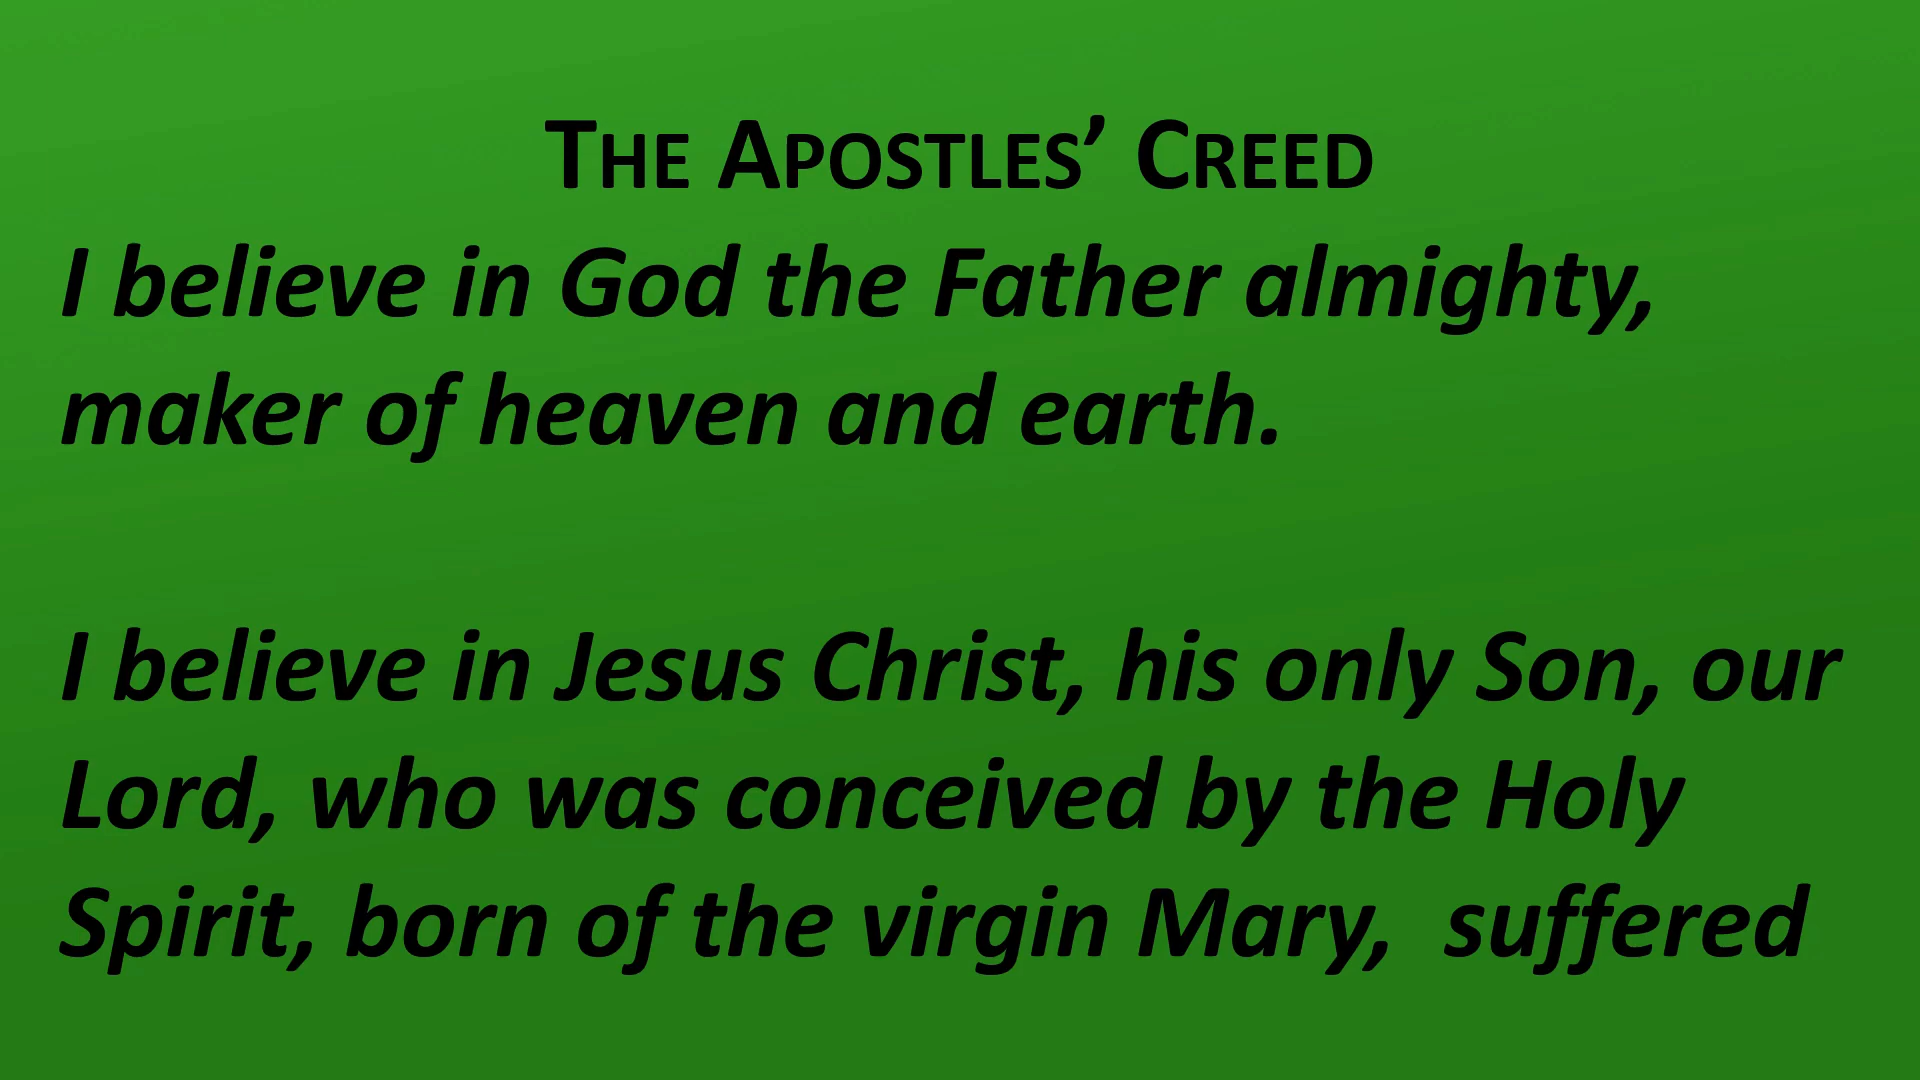 The Apostles’ Creed
I believe in God the Father almighty,
maker of heaven and earth.
I believe in Jesus Christ, his only Son, our
Lord, who was conceived by the Holy
Spirit, born of the virgin Mary,  suffered